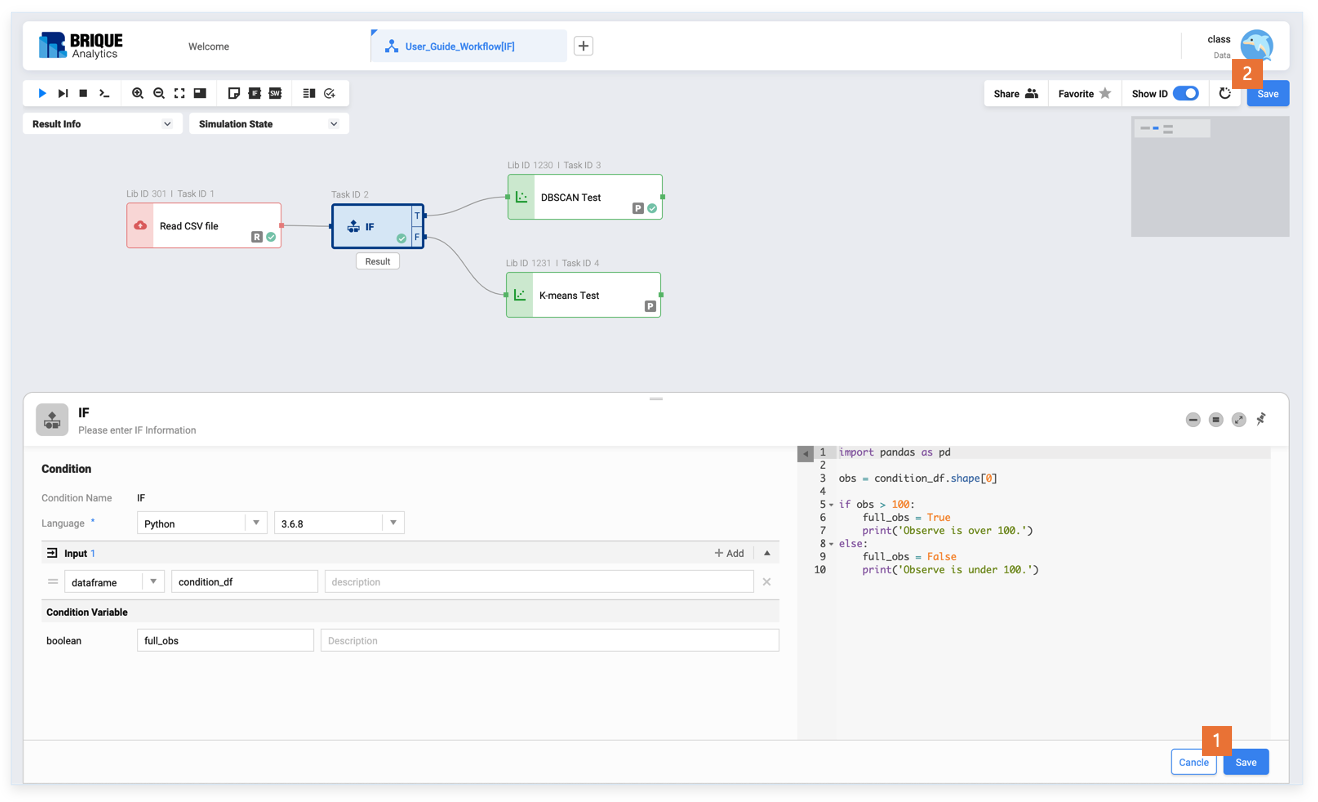 BRIQUE
Analytics
Welcome
User_Guide_Workflow[IF]
class
Data
2
IF
SW
Share
Favorite
Show ID
Save
Result Info
Simulation State
Lib ID 301 | Task ID 1
Read CSV file
R
Task ID 2
IF
T
F
Result
Lib ID 1230 | Task ID 3
DBSCAN Test
P
Lib ID 1231 | Task ID 4
K-means Test
P
IF
Please enter IF Information
Condition
Condition Name IF
Language * Python 3.6.8
Input 1 + Add
dataframe condition_df description
Condition Variable
boolean full_obs Description
1 import pandas as pd
2
3 obs = condition_df.shape[0]
4
5 if obs > 100:
6 full_obs = True
7 print('Observe is over 100.')
8 else:
9 full_obs = False
10 print('Observe is under 100.')
1
Cancle
Save